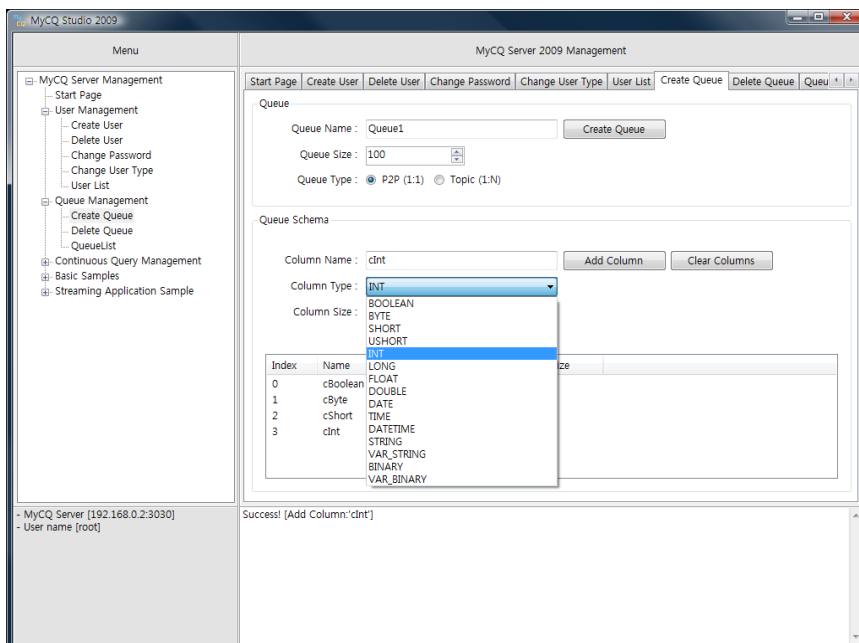 MyCQ Studio 2009
Menu
MyCQ Server 2009 Management
MyCQ Server Management
Start Page
User Management
Create User
Delete User
Change Password
Change User Type
User List
Queue Management
Create Queue
Delete Queue
QueueList
Continuous Query Management
Basic Samples
Streaming Application Sample
Start Page Create User Delete User Change Password Change User Type User List Create Queue Delete Queue Queu
Queue
Queue Name : Queue1 Create Queue
Queue Size : 100
Queue Type : P2P (1:1) Topic (1:N)
Queue Schema
Column Name : cInt Add Column Clear Columns
Column Type : INT
Column Size :
BOOLEAN
BYTE
SHORT
USHORT
INT
LONG
FLOAT
DOUBLE
DATE
TIME
DATETIME
STRING
VAR_STRING
BINARY
VAR_BINARY
Index Name ze
0 cBoolean
1 cByte
2 cShort
3 cInt
- MyCQ Server [192.168.0.2:3030]
- User name [root]
Success! [Add Column:'cInt']